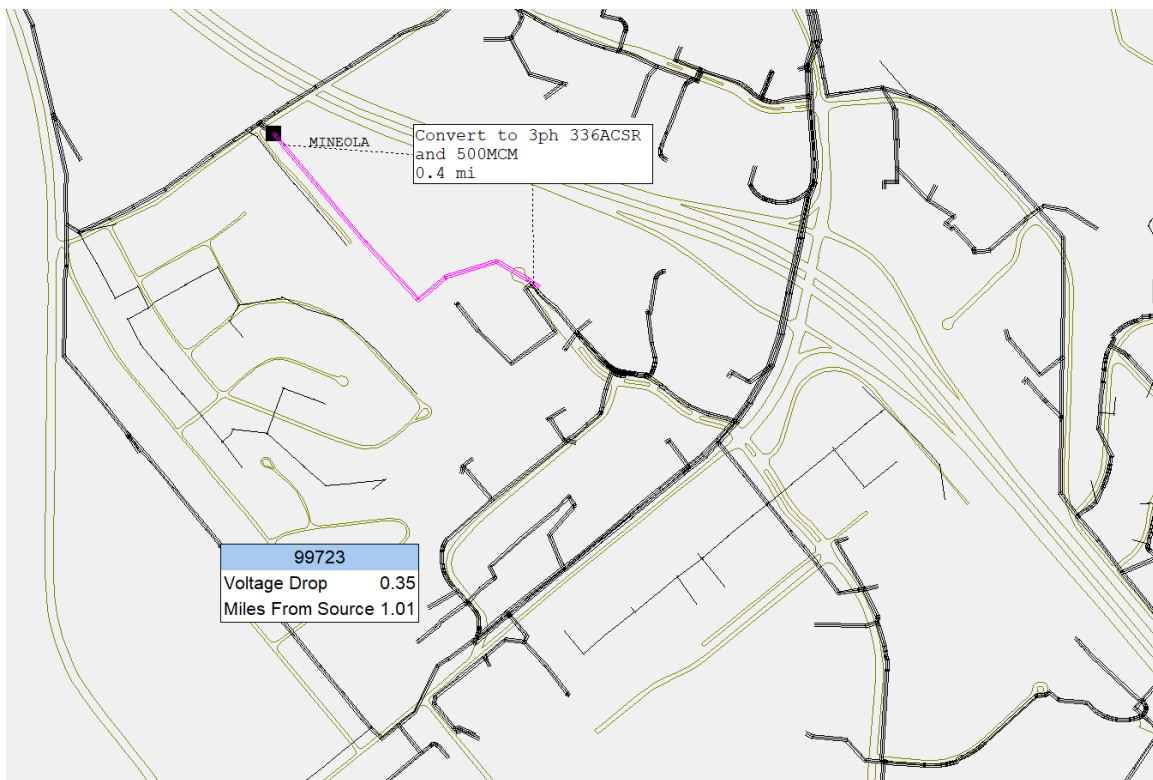 MINEOLA
Convert to 3ph 336ACSR
and 500MCM
0.4 mi
99723
Voltage Drop 0.35
Miles From Source 1.01